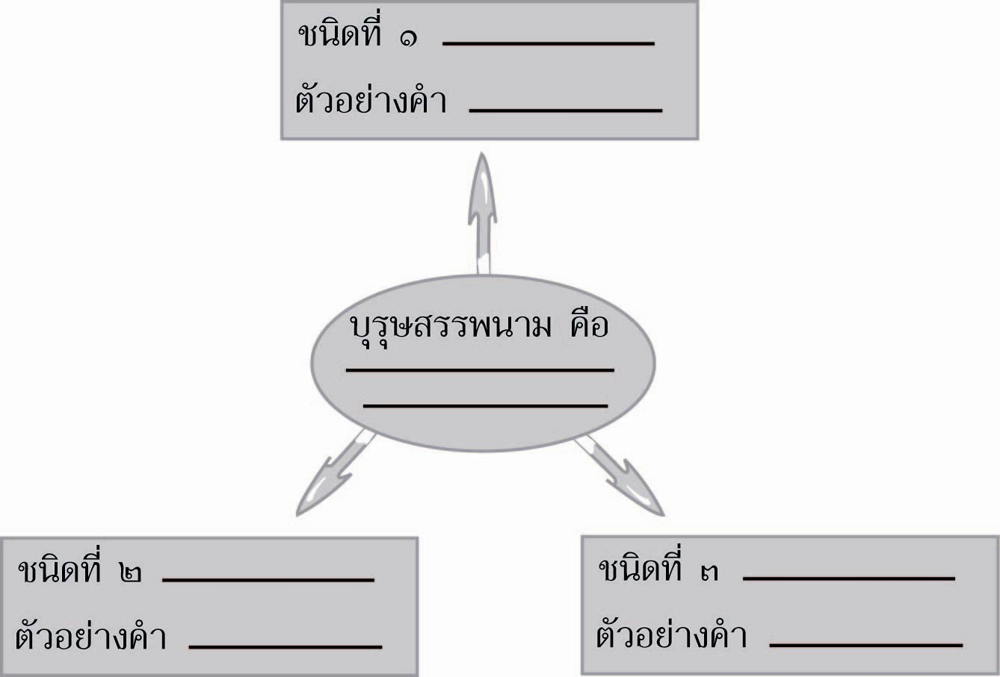 ชนิดที่ ๑
ตัวอย่างคำ
บุรุษสรรพนาม คือ
ชนิดที่ ๒
ตัวอย่างคำ
ชนิดที่ ๓
ตัวอย่างคำ